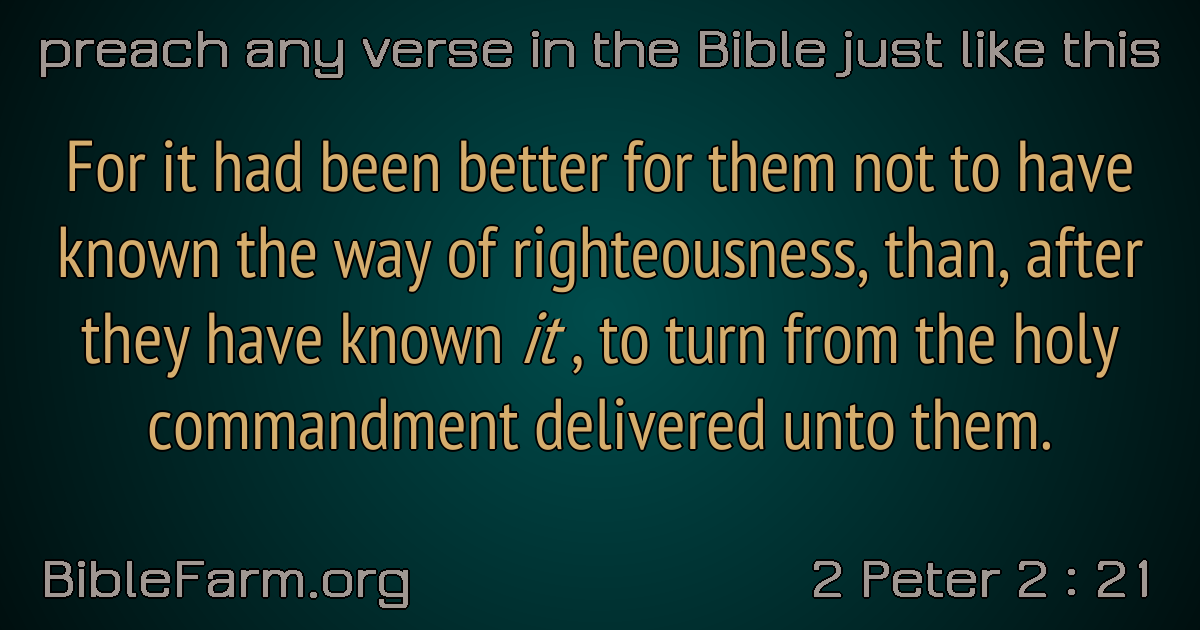 preach any verse in the Bible just like this
For it had been better for them not to have
known the way of righteousness, than, after
they have known it , to turn from the holy
commandment delivered unto them.
BibleFarm.org
2 Peter 2 : 21